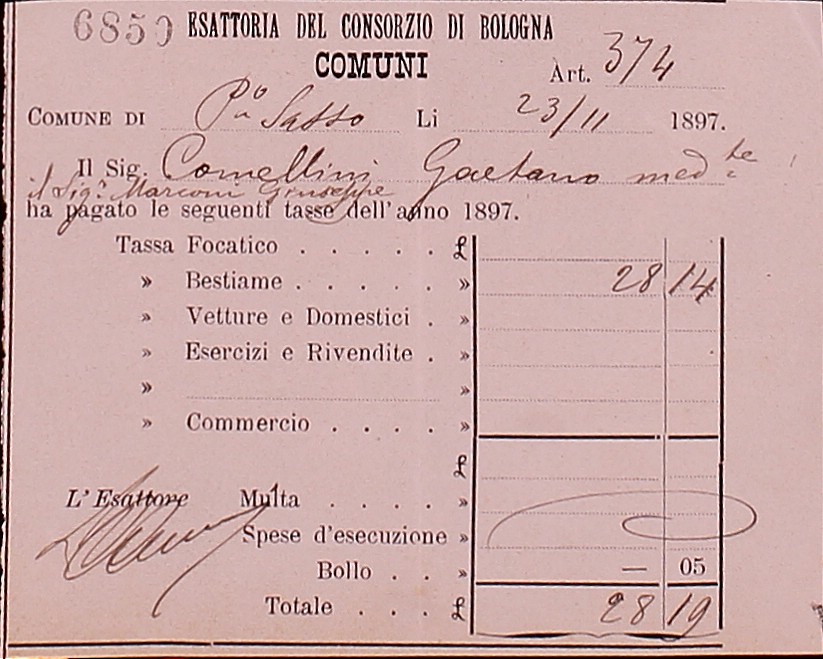 6850 ESATTORIA DEL CONSORZIO DI BOLOGNA
COMUNI
Art. 374
COMUNE DI Pº Sasso Li 23/11 1897.
Il Sig. Comellini Gaetano med.te
il Sig.r Marconi Giuseppe
ha pagato le seguenti tasse dell'anno 1897.
Tassa Focatico . . . . . £
» Bestiame . . . . . » 28 14
» Vetture e Domestici . »
» Esercizi e Rivendite . »
» »
» Commercio . . . . »
£
L'Esattore Multa . . . . »
Spese d'esecuzione »
Bollo . . » — 05
Totale . . . £ 28 19